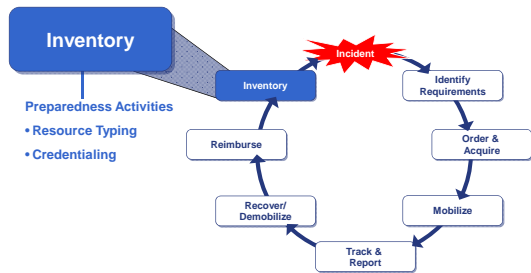 Inventory
Preparedness Activities
• Resource Typing
• Credentialing
Incident
Inventory
Identify
Requirements
Order &
Acquire
Mobilize
Track &
Report
Recover/
Demobilize
Reimburse